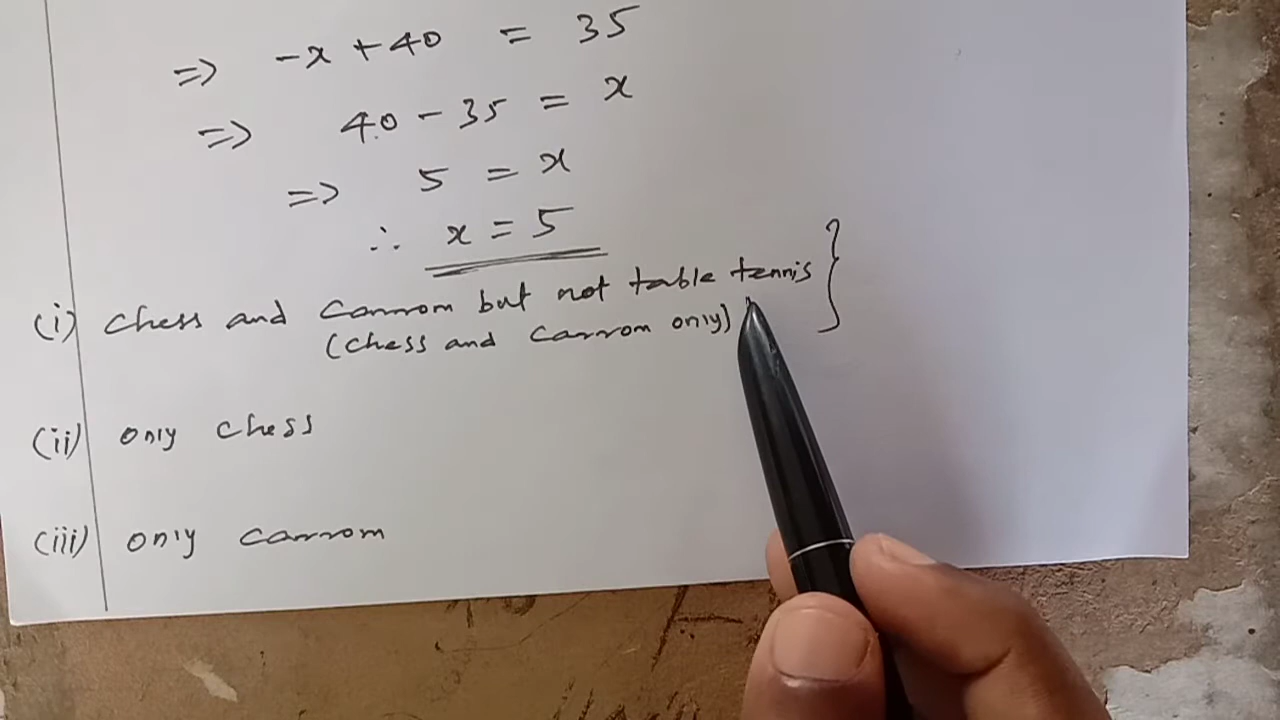 => -x + 40 = 35
=> 40 - 35 = x
=> 5 = x
∴ x = 5
(i) Chess and Carrom but not table tennis }
(Chess and Carrom only)
(ii) only chess
(iii) only carrom